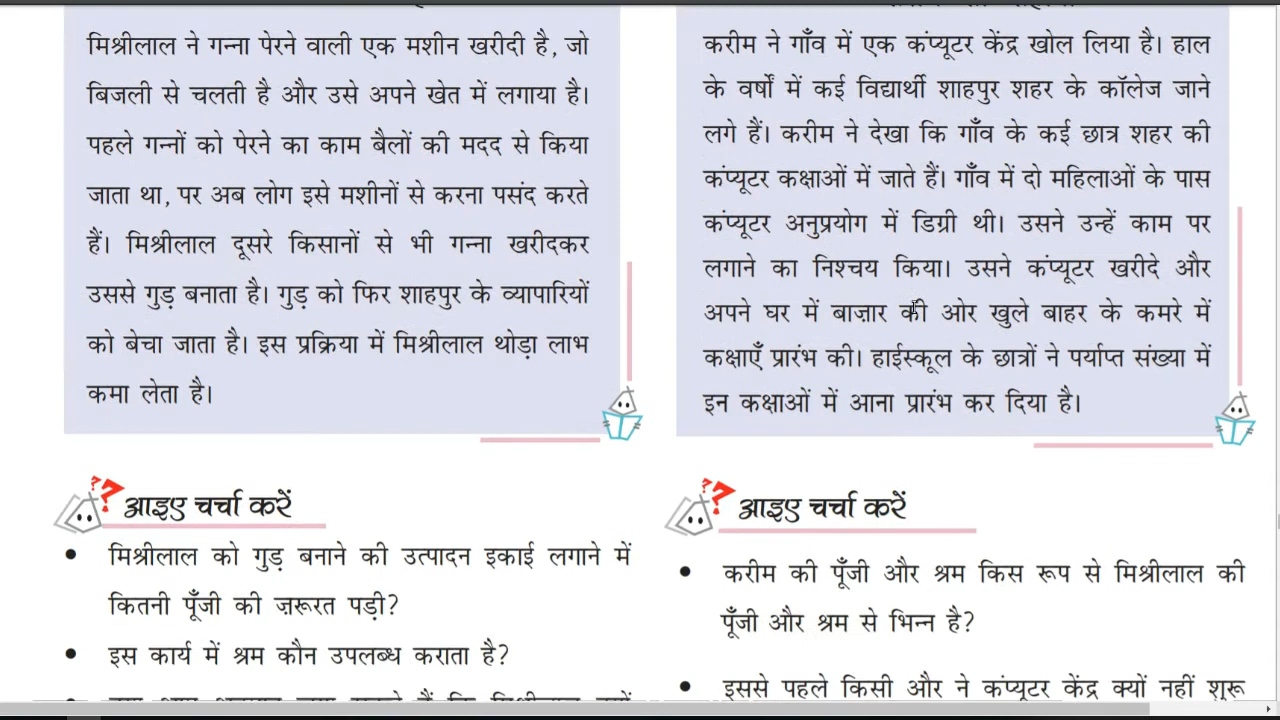 मिश्रीलाल ने गन्ना पेरने वाली एक मशीन खरीदी है, जो
बिजली से चलती है और उसे अपने खेत में लगाया है।
पहले गन्नों को पेरने का काम बैलों की मदद से किया
जाता था, पर अब लोग इसे मशीनों से करना पसंद करते
हैं। मिश्रीलाल दूसरे किसानों से भी गन्ना खरीदकर
उससे गुड़ बनाता है। गुड़ को फिर शाहपुर के व्यापारियों
को बेचा जाता है। इस प्रक्रिया में मिश्रीलाल थोड़ा लाभ
कमा लेता है।
आइए चर्चा करें
• मिश्रीलाल को गुड़ बनाने की उत्पादन इकाई लगाने में
कितनी पूँजी की ज़रूरत पड़ी?
• इस कार्य में श्रम कौन उपलब्ध कराता है?
करीम ने गाँव में एक कंप्यूटर केंद्र खोल लिया है। हाल
के वर्षों में कई विद्यार्थी शाहपुर शहर के कॉलेज जाने
लगे हैं। करीम ने देखा कि गाँव के कई छात्र शहर की
कंप्यूटर कक्षाओं में जाते हैं। गाँव में दो महिलाओं के पास
कंप्यूटर अनुप्रयोग में डिग्री थी। उसने उन्हें काम पर
लगाने का निश्चय किया। उसने कंप्यूटर खरीदे और
अपने घर में बाज़ार की ओर खुले बाहर के कमरे में
कक्षाएँ प्रारंभ की। हाईस्कूल के छात्रों ने पर्याप्त संख्या में
इन कक्षाओं में आना प्रारंभ कर दिया है।
आइए चर्चा करें
• करीम की पूँजी और श्रम किस रूप से मिश्रीलाल की
पूँजी और श्रम से भिन्न है?
• इससे पहले किसी और ने कंप्यूटर केंद्र क्यों नहीं शुरू